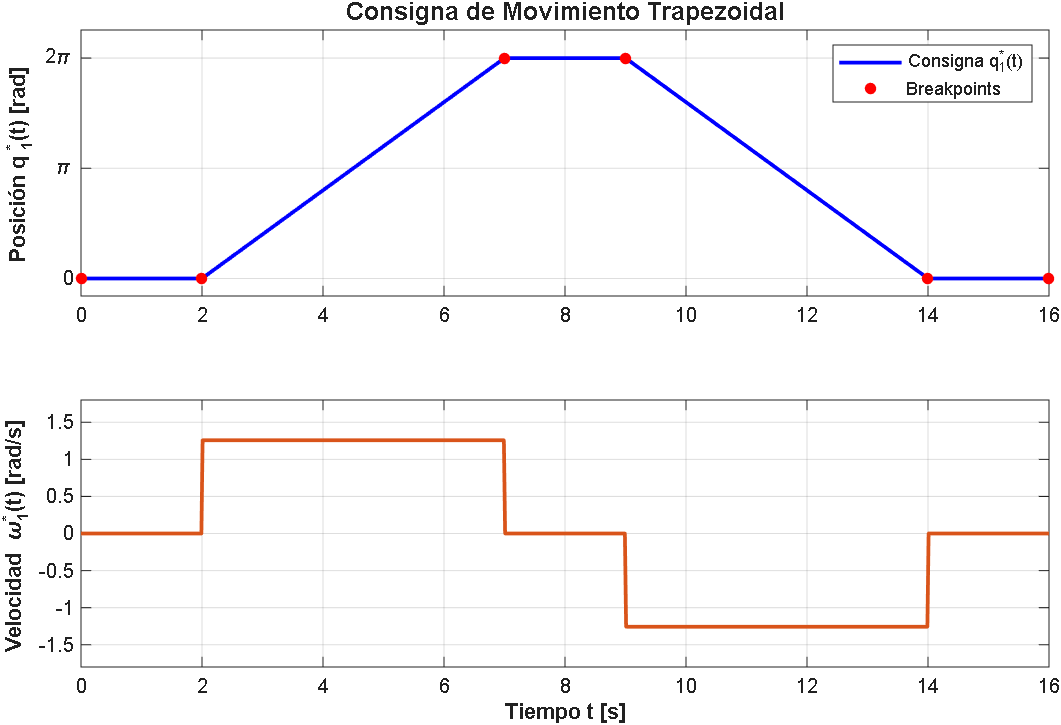 Consigna de Movimiento Trapezoidal
Posición q*1(t) [rad]
2π
π
0
Consigna q*1(t)
Breakpoints
0 2 4 6 8 10 12 14 16
Velocidad ω*1(t) [rad/s]
1.5
1
0.5
0
-0.5
-1
-1.5
0 2 4 6 8 10 12 14 16
Tiempo t [s]